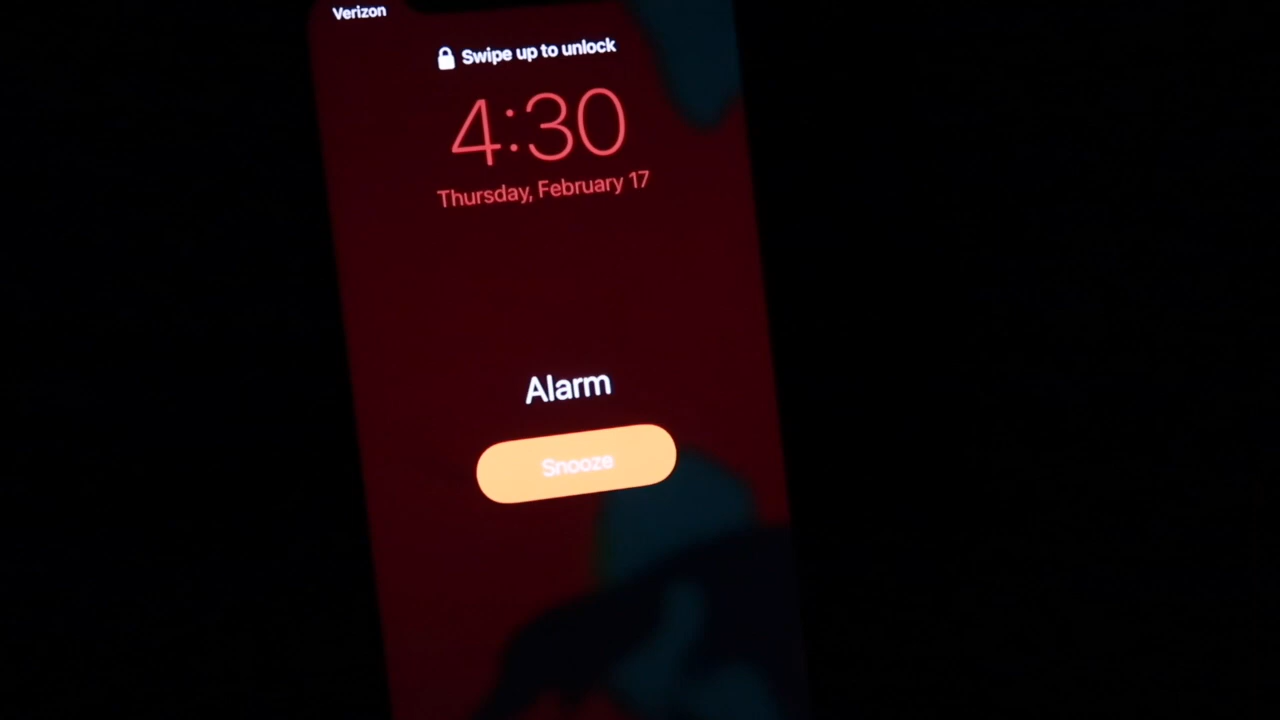 Verizon
Swipe up to unlock
4:30
Thursday, February 17
Alarm
Snooze